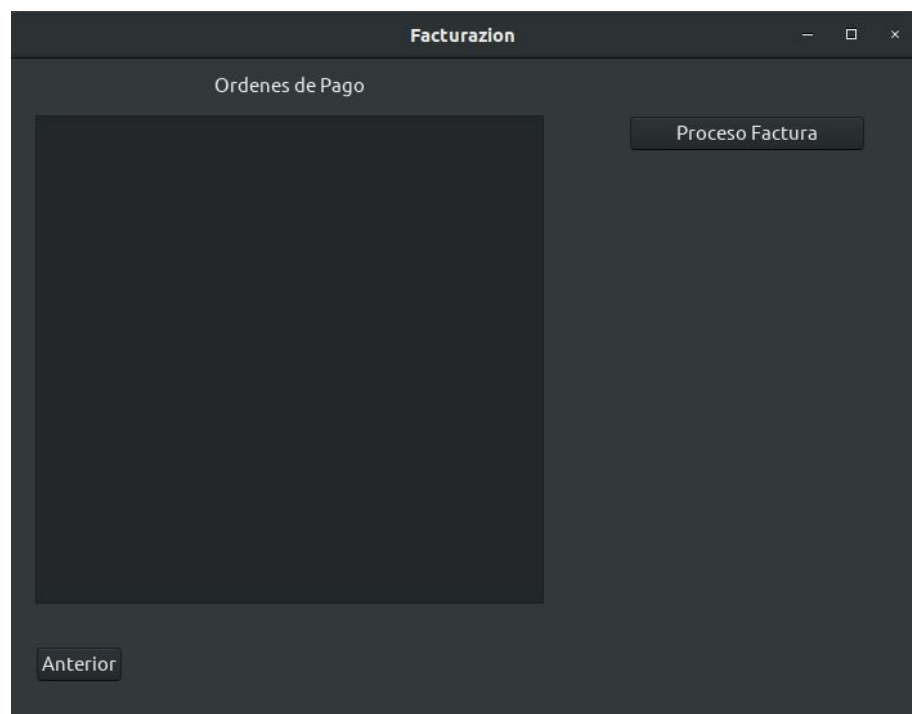 Facturazion
Ordenes de Pago
Proceso Factura
Anterior